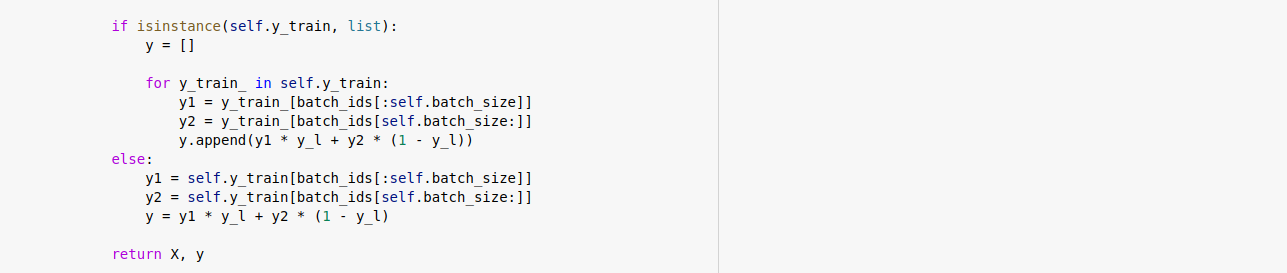 if isinstance(self.y_train, list):
y = []
for y_train_ in self.y_train:
y1 = y_train_[batch_ids[:self.batch_size]]
y2 = y_train_[batch_ids[self.batch_size:]]
y.append(y1 * y_l + y2 * (1 - y_l))
else:
y1 = self.y_train[batch_ids[:self.batch_size]]
y2 = self.y_train[batch_ids[self.batch_size:]]
y = y1 * y_l + y2 * (1 - y_l)
return X, y